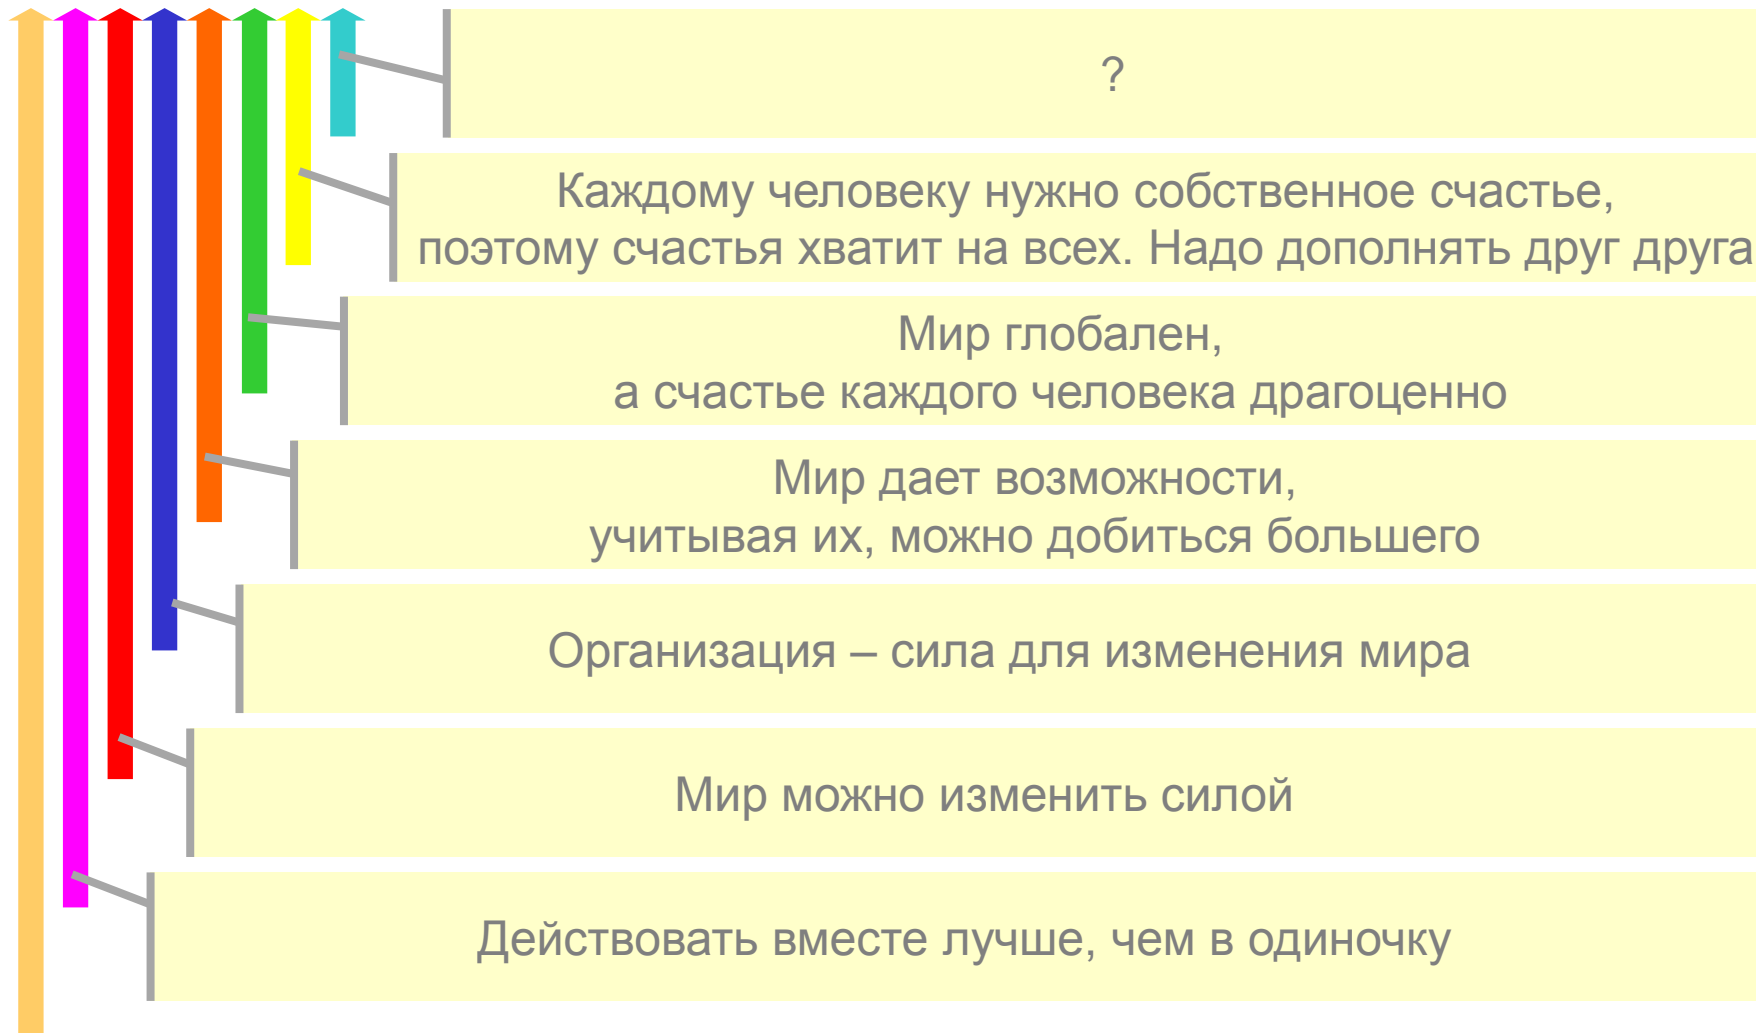 ?
Каждому человеку нужно собственное счастье,
поэтому счастья хватит на всех. Надо дополнять друг друга
Мир глобален,
а счастье каждого человека драгоценно
Мир дает возможности,
учитывая их, можно добиться большего
Организация – сила для изменения мира
Мир можно изменить силой
Действовать вместе лучше, чем в одиночку